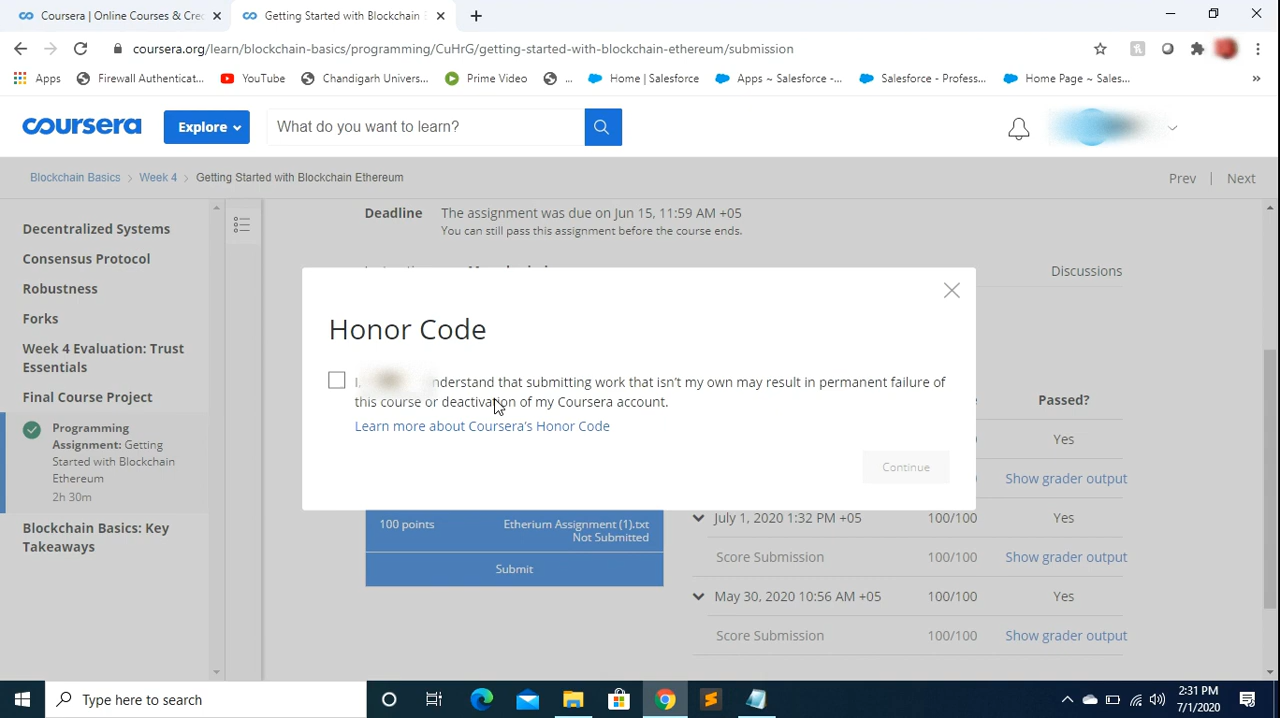 Coursera | Online Courses & Cre
Getting Started with Blockchain
coursera.org/learn/blockchain-basics/programming/CuHrG/getting-started-with-blockchain-ethereum/submission
Apps
Firewall Authenticat...
YouTube
Chandigarh Univers...
Prime Video
...
Home | Salesforce
Apps ~ Salesforce -...
Salesforce - Profess...
Home Page ~ Sales...
»
coursera
Explore
What do you want to learn?
Blockchain Basics > Week 4 > Getting Started with Blockchain Ethereum
Prev | Next
Decentralized Systems
Consensus Protocol
Robustness
Forks
Week 4 Evaluation: Trust
Essentials
Final Course Project
Programming
Assignment: Getting
Started with Blockchain
Ethereum
2h 30m
Blockchain Basics: Key
Takeaways
Deadline The assignment was due on Jun 15, 11:59 AM +05
You can still pass this assignment before the course ends.
Discussions
Honor Code
I, nderstand that submitting work that isn't my own may result in permanent failure of
this course or deactivation of my Coursera account.
Learn more about Coursera's Honor Code
Continue
Passed?
Yes
Show grader output
100 points Etherium Assignment (1).txt
Not Submitted
Submit
July 1, 2020 1:32 PM +05 100/100 Yes
Score Submission 100/100 Show grader output
May 30, 2020 10:56 AM +05 100/100 Yes
Score Submission 100/100 Show grader output
Type here to search
2:31 PM
7/1/2020